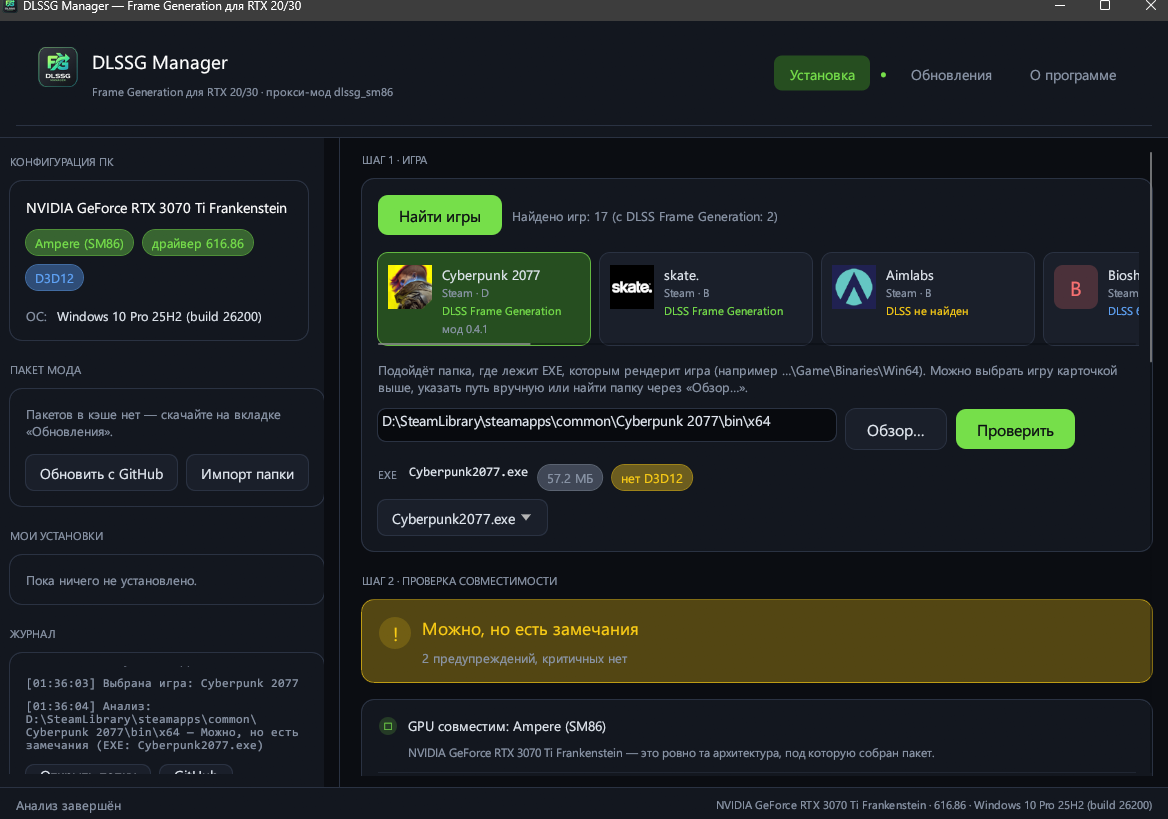 DLSSG Manager — Frame Generation для RTX 20/30
DLSSG Manager
Frame Generation для RTX 20/30 · прокси-мод dlssg_sm86
Установка
Обновления
О программе
КОНФИГУРАЦИЯ ПК
NVIDIA GeForce RTX 3070 Ti Frankenstein
Ampere (SM86)
драйвер 616.86
D3D12
ОС: Windows 10 Pro 25H2 (build 26200)
ПАКЕТ МОДА
Пакетов в кэше нет — скачайте на вкладке
«Обновления».
Обновить с GitHub
Импорт папки
МОИ УСТАНОВКИ
Пока ничего не установлено.
ЖУРНАЛ
[01:36:03] Выбрана игра: Cyberpunk 2077
[01:36:04] Анализ:
D:\SteamLibrary\steamapps\common\
Cyberpunk 2077\bin\x64 — Можно, но есть
замечания (EXE: Cyberpunk2077.exe)
GitHub
ШАГ 1 · ИГРА
Найти игры
Найдено игр: 17 (с DLSS Frame Generation: 2)
Cyberpunk 2077
Steam · D
DLSS Frame Generation
мод 0.4.1
skate.
skate.
Steam · B
DLSS Frame Generation
Aimlabs
Steam · B
DLSS не найден
B
Biosh
Steam
DLSS
Подойдёт папка, где лежит EXE, которым рендерит игра (например ...\Game\Binaries\Win64). Можно выбрать игру карточкой
выше, указать путь вручную или найти папку через «Обзор...».
D:\SteamLibrary\steamapps\common\Cyberpunk 2077\bin\x64
Обзор...
Проверить
EXE Cyberpunk2077.exe
57.2 МБ
нет D3D12
Cyberpunk2077.exe
ШАГ 2 · ПРОВЕРКА СОВМЕСТИМОСТИ
!
Можно, но есть замечания
2 предупреждений, критичных нет
GPU совместим: Ampere (SM86)
NVIDIA GeForce RTX 3070 Ti Frankenstein — это ровно та архитектура, под которую собран пакет.
Анализ завершён
NVIDIA GeForce RTX 3070 Ti Frankenstein · 616.86 · Windows 10 Pro 25H2 (build 26200)